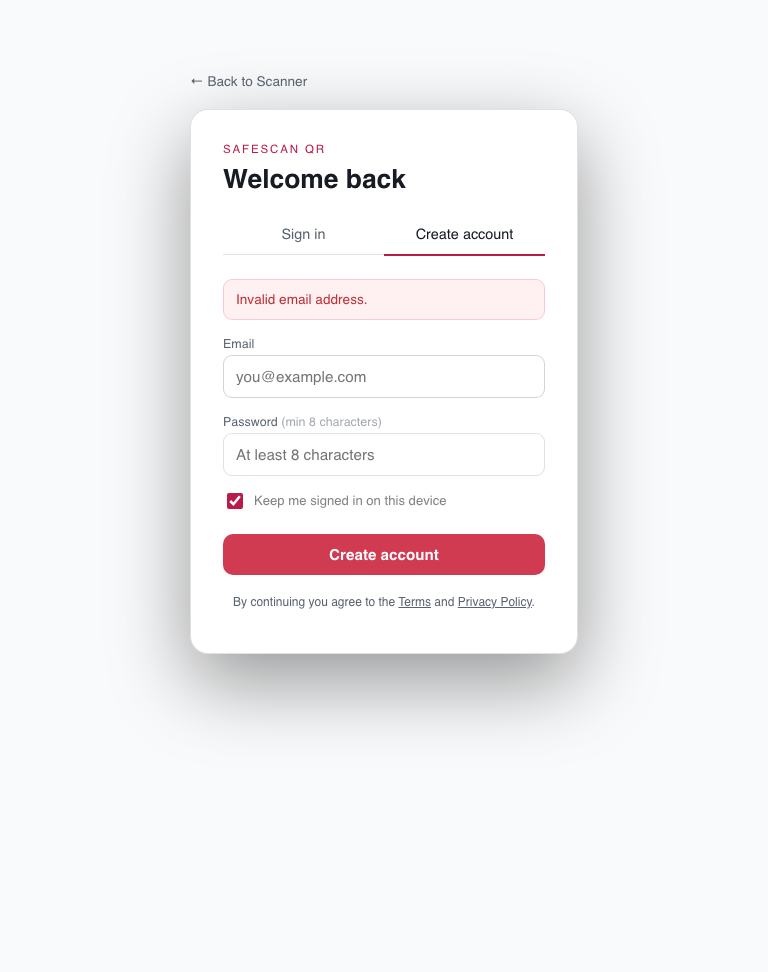 ← Back to Scanner
SAFESCAN QR
Welcome back
Sign in
Create account
Invalid email address.
Email
you@example.com
Password (min 8 characters)
At least 8 characters
Keep me signed in on this device
Create account
By continuing you agree to the Terms and Privacy Policy.